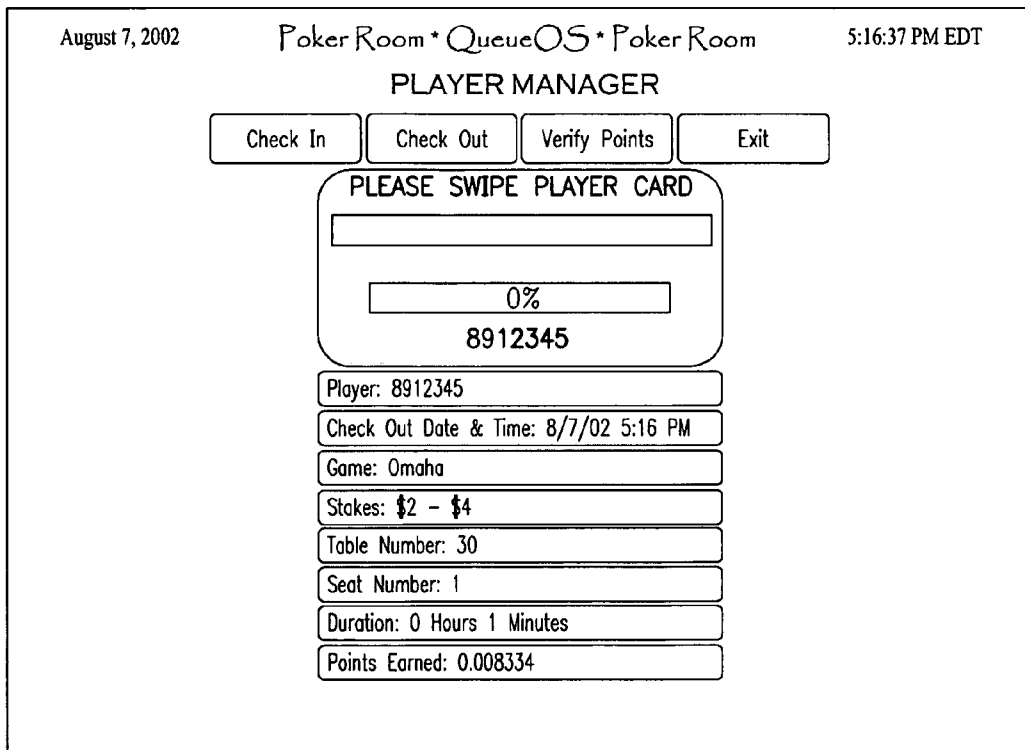 August 7, 2002 Poker Room * QueueOS * Poker Room 5:16:37 PM EDT
PLAYER MANAGER
Check In Check Out Verify Points Exit
PLEASE SWIPE PLAYER CARD
0%
8912345
Player: 8912345
Check Out Date & Time: 8/7/02 5:16 PM
Game: Omaha
Stakes: $2 – $4
Table Number: 30
Seat Number: 1
Duration: 0 Hours 1 Minutes
Points Earned: 0.008334